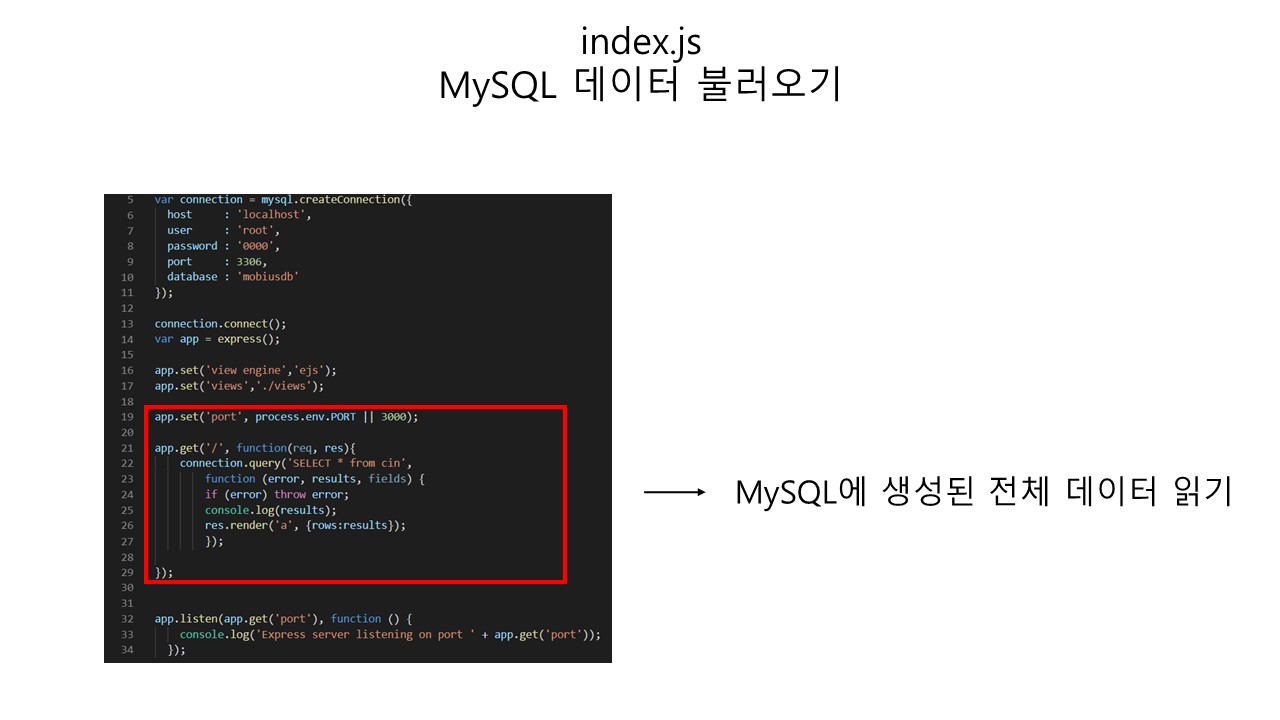 index.js
MySQL 데이터 불러오기
5 var connection = mysql.createConnection({
6 host : 'localhost',
7 user : 'root',
8 password : '0000',
9 port : 3306,
10 database : 'mobiusdb'
11 });
12
13 connection.connect();
14 var app = express();
15
16 app.set('view engine','ejs');
17 app.set('views','./views');
18
19 app.set('port', process.env.PORT || 3000);
20
21 app.get('/', function(req, res){
22 connection.query('SELECT * from cin',
23 function (error, results, fields) {
24 if (error) throw error;
25 console.log(results);
26 res.render('a', {rows:results});
27 });
28
29 });
30
31
32 app.listen(app.get('port'), function () {
33 console.log('Express server listening on port ' + app.get('port'));
34 });
MySQL에 생성된 전체 데이터 읽기